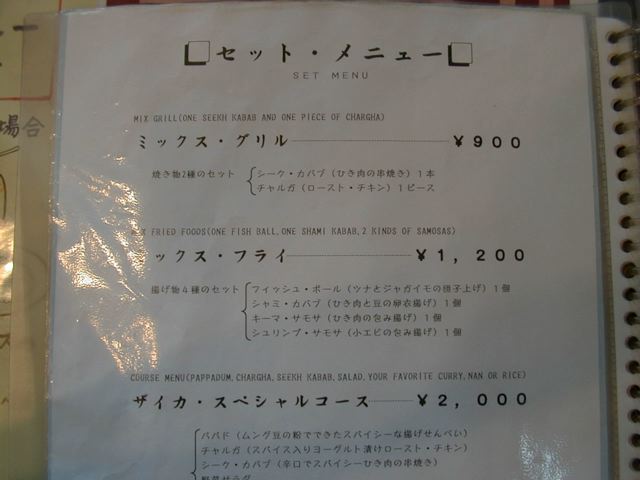 セット・メニュー
SET MENU
MIX GRILL(ONE SEEKH KABAB AND ONE PIECE OF CHARGHA)
ミックス・グリル ¥900
焼き物2種のセット
シーク・カバブ（ひき肉の串焼き）1本
チャルガ（ロースト・チキン）1ピース
MIX FRIED FOODS(ONE FISH BALL,ONE SHAMI KABAB,2 KINDS OF SAMOSAS)
ックス・フライ ¥1,200
揚げ物4種のセット
フィッシュ・ボール（ツナとジャガイモの団子上げ）1個
シャミ・カバブ（ひき肉と豆の卵衣揚げ）1個
キーマ・サモサ（ひき肉の包み揚げ）1個
シュリンプ・サモサ（小エビの包み揚げ）1個
COURSE MENU(PAPPADUM,CHARGHA,SEEKH KABAB,SALAD,YOUR FAVORITE CURRY,NAN OR RICE)
ザイカ・スペシャルコース ¥2,000
パパド（ムング豆の粉でできたスパイシーな揚げせんべい）
チャルガ（スパイス入りヨーグルト漬けロースト・チキン）
シーク・カバブ（辛口でスパイシーひき肉の串焼き）
野菜サラダ
場合